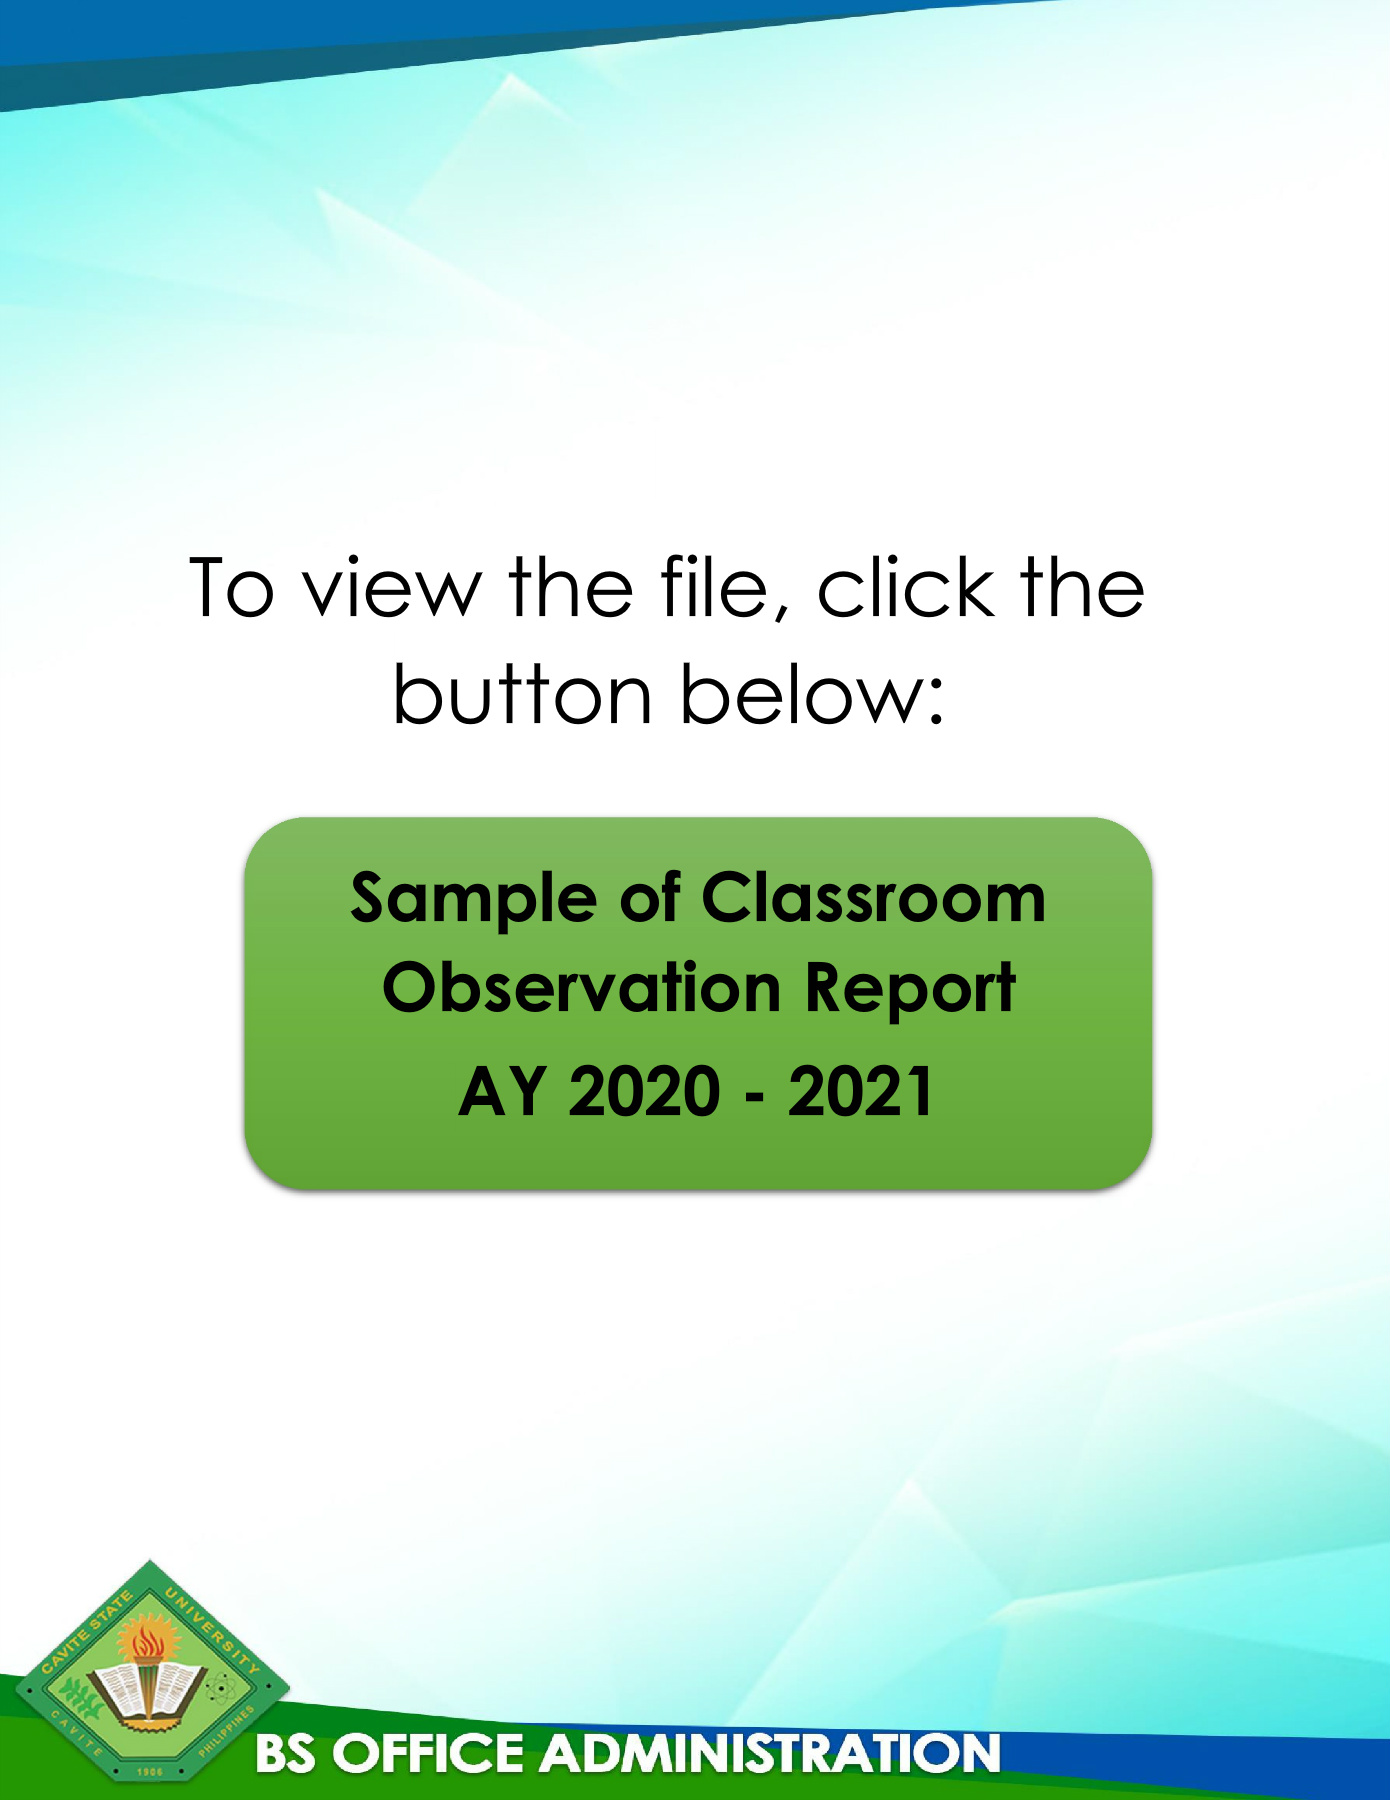 To view the file, click the
button below:
Sample of Classroom
Observation Report
AY 2020 - 2021
CAVITE STATE UNIVERSITY
CAVITE PHILIPPINES
1906
BS OFFICE ADMINISTRATION